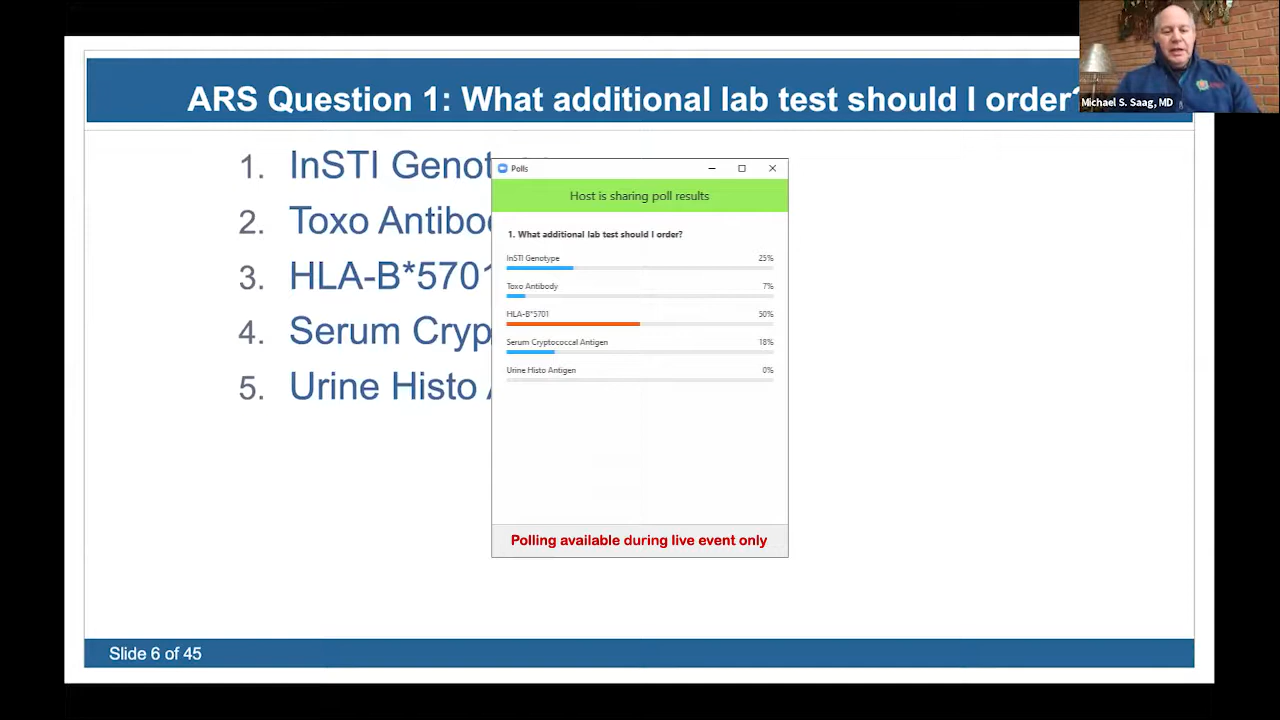 ARS Question 1: What additional lab test should I order?
Michael S. Saag, MD
1. InSTI Genot
2. Toxo Antiboo
3. HLA-B*5701
4. Serum Cryp
5. Urine Histo A
Polls
Host is sharing poll results
1. What additional lab test should I order?
InSTI Genotype 25%
Toxo Antibody 7%
HLA-B*5701 50%
Serum Cryptococcal Antigen 18%
Urine Histo Antigen 0%
Polling available during live event only
Slide 6 of 45